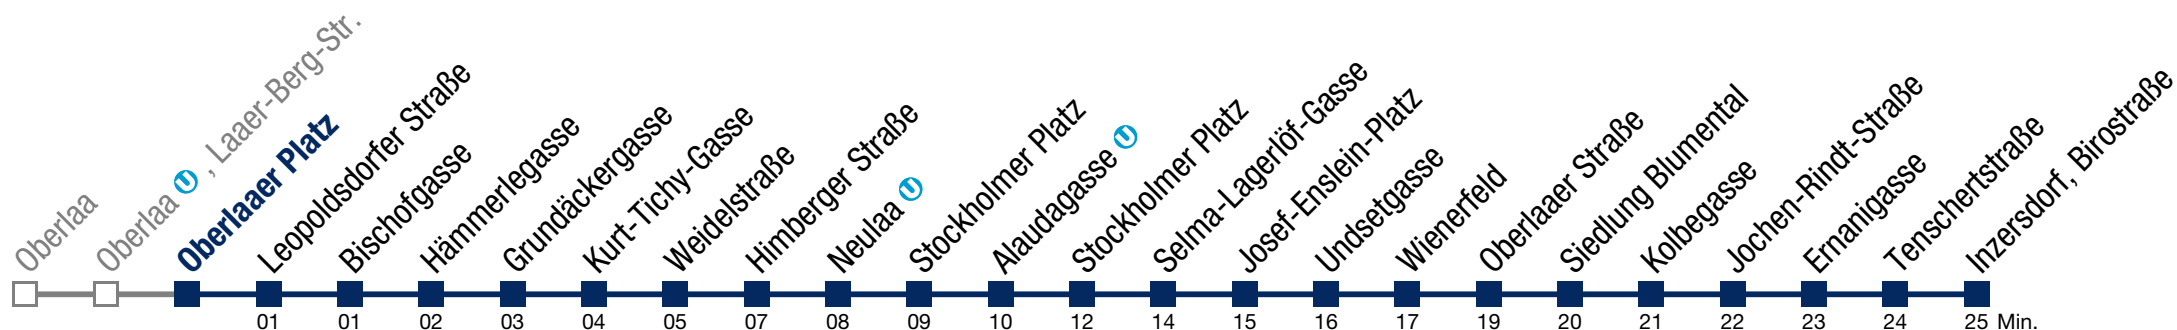 Oberlaa
Oberlaa U, Laaer-Berg-Str.
Oberlaaer Platz
Leopoldsdorfer Straße
Bischofgasse
Hämmerlegasse
Grundäckergasse
Kurt-Tichy-Gasse
Weidelstraße
Himberger Straße
Neulaa U
Stockholmer Platz
Alaudagasse U
Stockholmer Platz
Selma-Lagerlöf-Gasse
Josef-Enslein-Platz
Undsetgasse
Wienerfeld
Oberlaaer Straße
Siedlung Blumental
Kolbegasse
Jochen-Rindt-Straße
Ernanigasse
Tenschertstraße
Inzersdorf, Birostraße
01 01 02 03 04 05 07 08 09 10 12 14 15 16 17 19 20 21 22 23 24 25 Min.